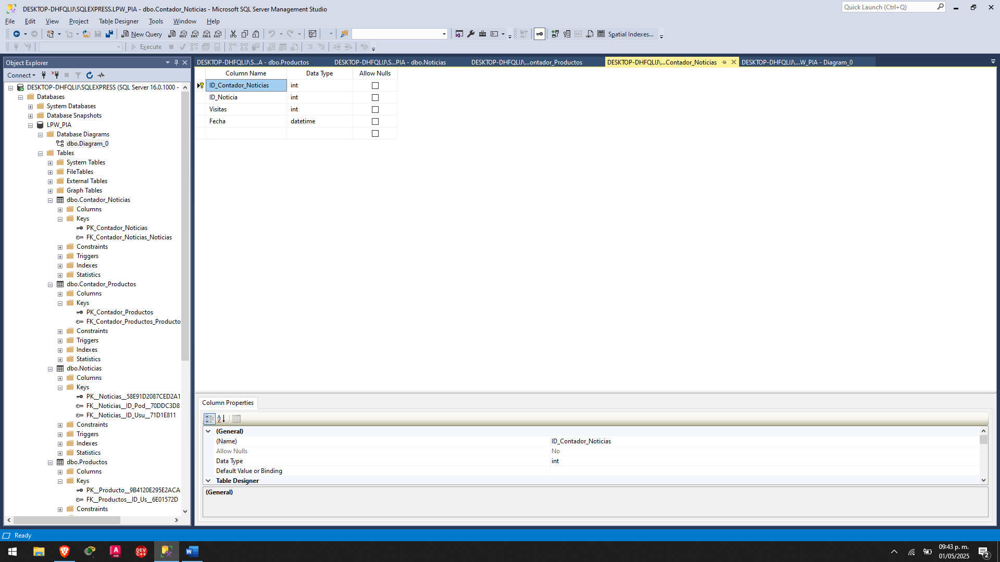 DESKTOP-DHFQLIJ\SQLEXPRESS.LPW_PIA - dbo.Contador_Noticias - Microsoft SQL Server Management Studio
Quick Launch (Ctrl+Q)
File Edit View Project Table Designer Tools Window Help
New Query MDX DMX XMLA DAX Spatial Indexes...
Execute
Object Explorer
DESKTOP-DHFQLIJ\S...A - dbo.Productos
DESKTOP-DHFQLIJ\S...PIA - dbo.Noticias
DESKTOP-DHFQLIJ\...ontador_Productos
DESKTOP-DHFQLIJ\...Contador_Noticias
DESKTOP-DHFQLIJ\...W_PIA - Diagram_0
Connect
DESKTOP-DHFQLIJ\SQLEXPRESS (SQL Server 16.0.1000 -
Databases
System Databases
Database Snapshots
LPW_PIA
Database Diagrams
dbo.Diagram_0
Tables
System Tables
FileTables
External Tables
Graph Tables
dbo.Contador_Noticias
Columns
Keys
PK_Contador_Noticias
FK_Contador_Noticias_Noticias
Constraints
Triggers
Indexes
Statistics
dbo.Contador_Productos
Columns
Keys
PK_Contador_Productos
FK_Contador_Productos_Producto
Constraints
Triggers
Indexes
Statistics
dbo.Noticias
Columns
Keys
PK__Noticias__58E91D2087CED2A1
FK__Noticias__ID_Pod__70DDC3D8
FK__Noticias__ID_Usu__71D1E811
Constraints
Triggers
Indexes
Statistics
dbo.Productos
Columns
Keys
PK__Producto__9B4120E295E2ACA
FK__Productos__ID_Us__6E01572D
Constraints
Column Name Data Type Allow Nulls
ID_Contador_Noticias int
ID_Noticia int
Visitas int
Fecha datetime
Column Properties
(General)
(Name) ID_Contador_Noticias
Allow Nulls No
Data Type int
Default Value or Binding
Table Designer
(General)
Ready
A CAD
DEV C++
W
09:43 p. m.
01/05/2025
2